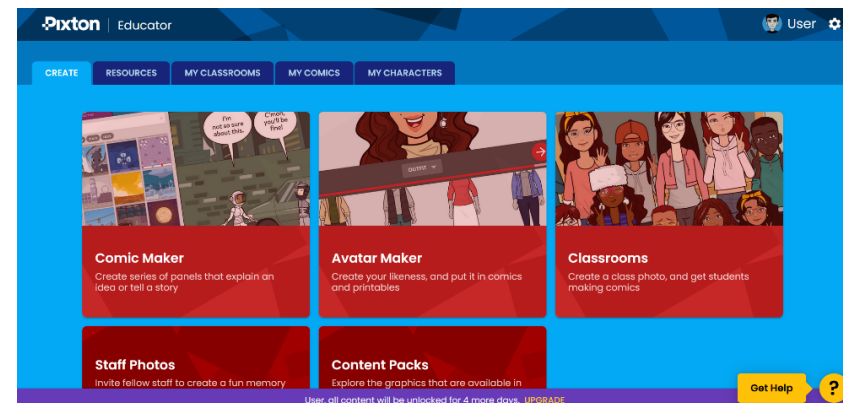 Pixton | Educator
User
CREATE
RESOURCES
MY CLASSROOMS
MY COMICS
MY CHARACTERS
I'm
not so sure
about this.
C'mon,
you'll be
fine!
OUTFIT
Comic Maker
Create series of panels that explain an
idea or tell a story
Avatar Maker
Create your likeness, and put it in comics
and printables
Classrooms
Create a class photo, and get students
making comics
Staff Photos
Invite fellow staff to create a fun memory
Content Packs
Explore the graphics that are available in
Get Help
?
User, all content will be unlocked for 4 more days. UPGRADE